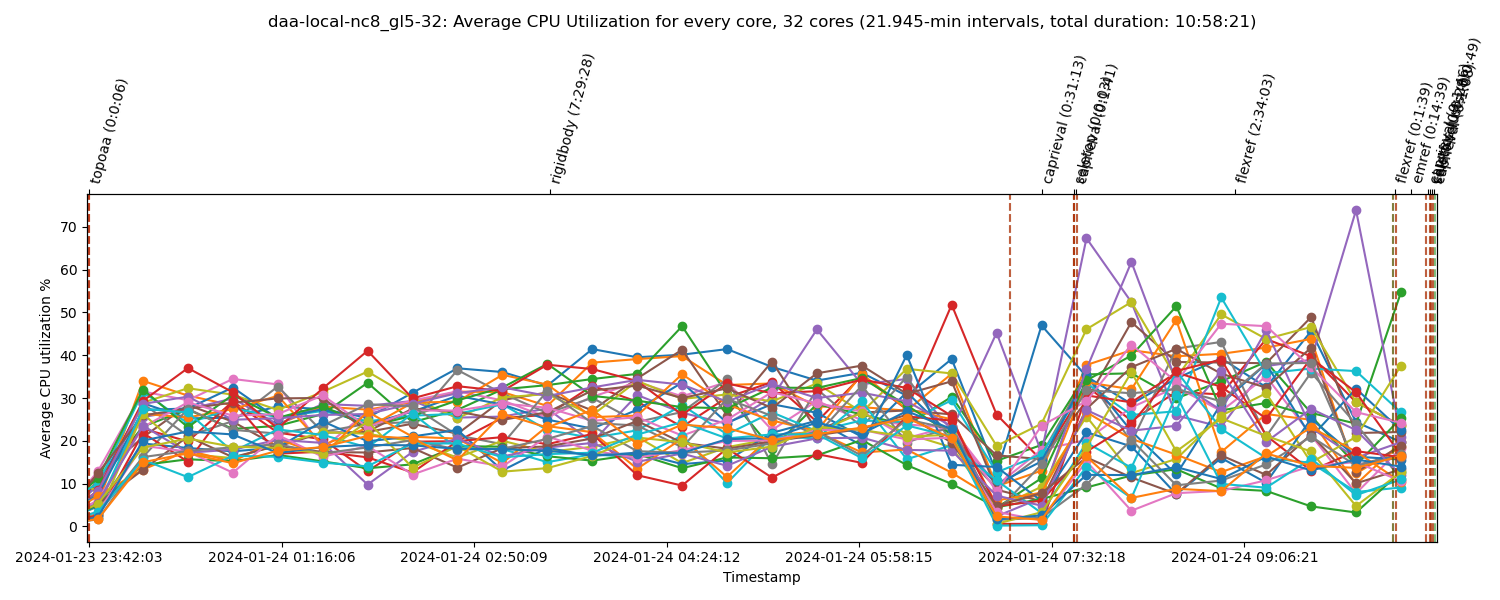 daa-local-nc8_gl5-32: Average CPU Utilization for every core, 32 cores (21.945-min intervals, total duration: 10:58:21)
topoaa (0:0:06)
rigidbody (7:29:28)
caprieval (0:31:13)
flexref (2:34:03)
flexref (0:1:39)
emref (0:14:39)
Average CPU utilization %
70
60
50
40
30
20
10
0
2024-01-23 23:42:03
2024-01-24 01:16:06
2024-01-24 02:50:09
2024-01-24 04:24:12
2024-01-24 05:58:15
2024-01-24 07:32:18
2024-01-24 09:06:21
Timestamp